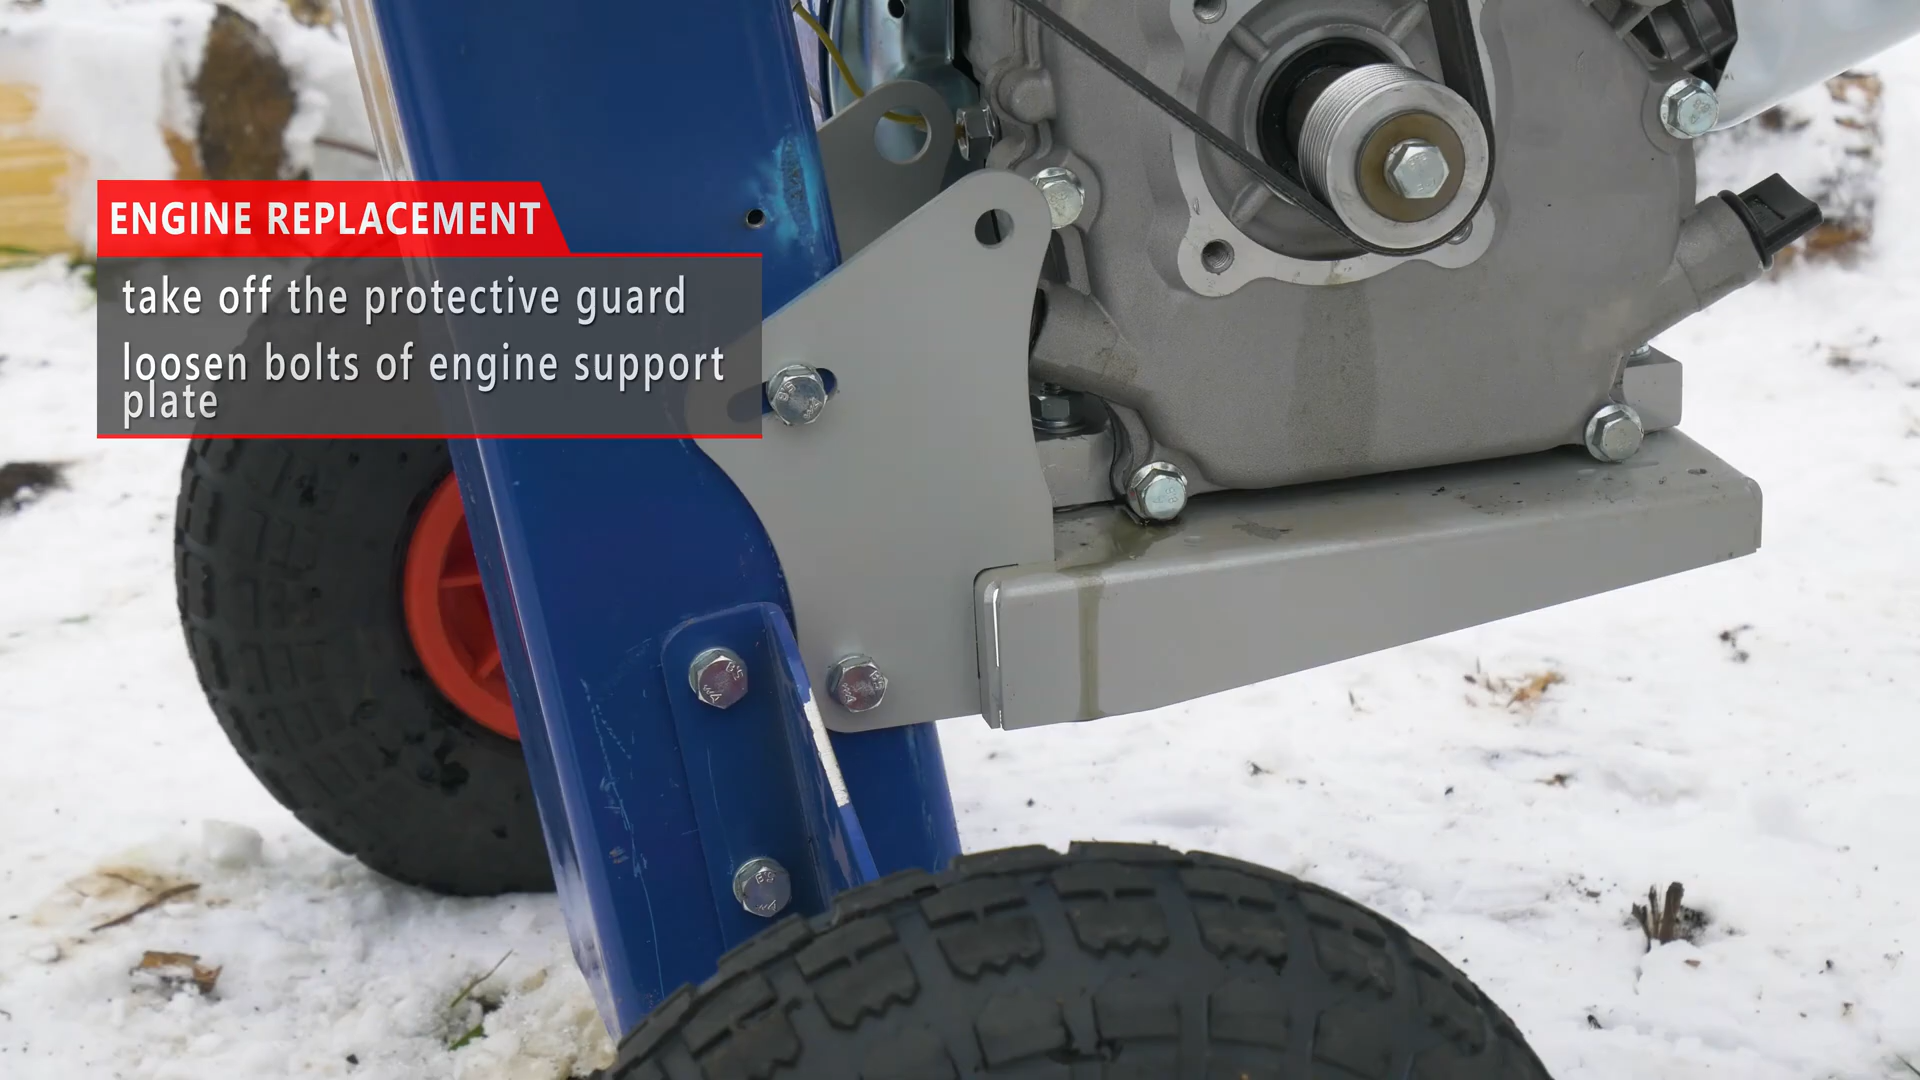 ENGINE REPLACEMENT
take off the protective guard
loosen bolts of engine support
plate